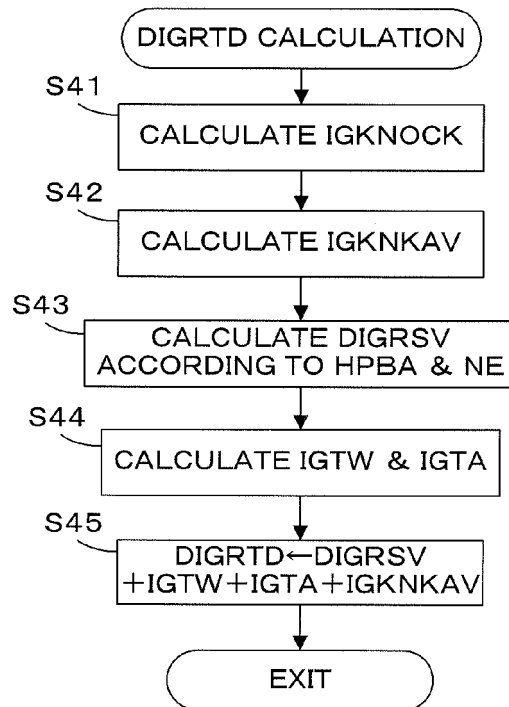 DIGRTD CALCULATION
S41
CALCULATE IGKNOCK
S42
CALCULATE IGKNKAV
S43
CALCULATE DIGRSV
ACCORDING TO HPBA & NE
S44
CALCULATE IGTW & IGTA
S45
DIGRTD←DIGRSV
+IGTW+IGTA+IGKNKAV
EXIT